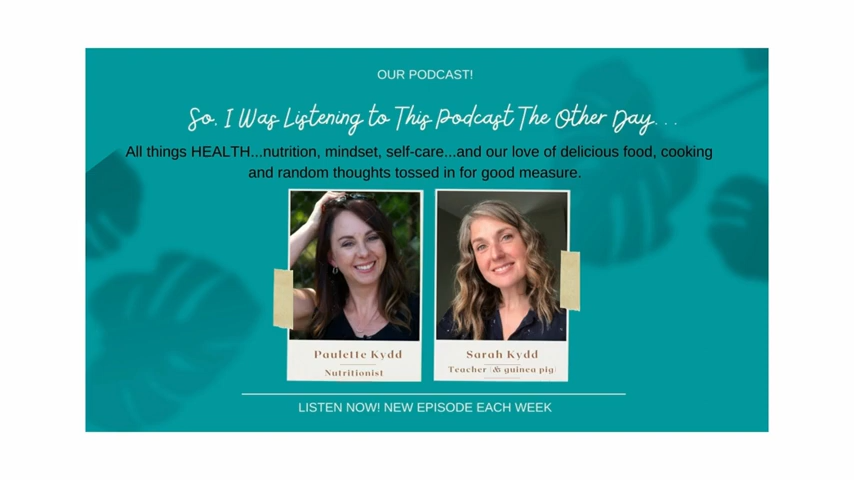 OUR PODCAST!
So, I Was Listening to This Podcast The Other Day...
All things HEALTH...nutrition, mindset, self-care...and our love of delicious food, cooking
and random thoughts tossed in for good measure.
Paulette Kydd
Nutritionist
Sarah Kydd
Teacher (& guinea pig)
LISTEN NOW! NEW EPISODE EACH WEEK